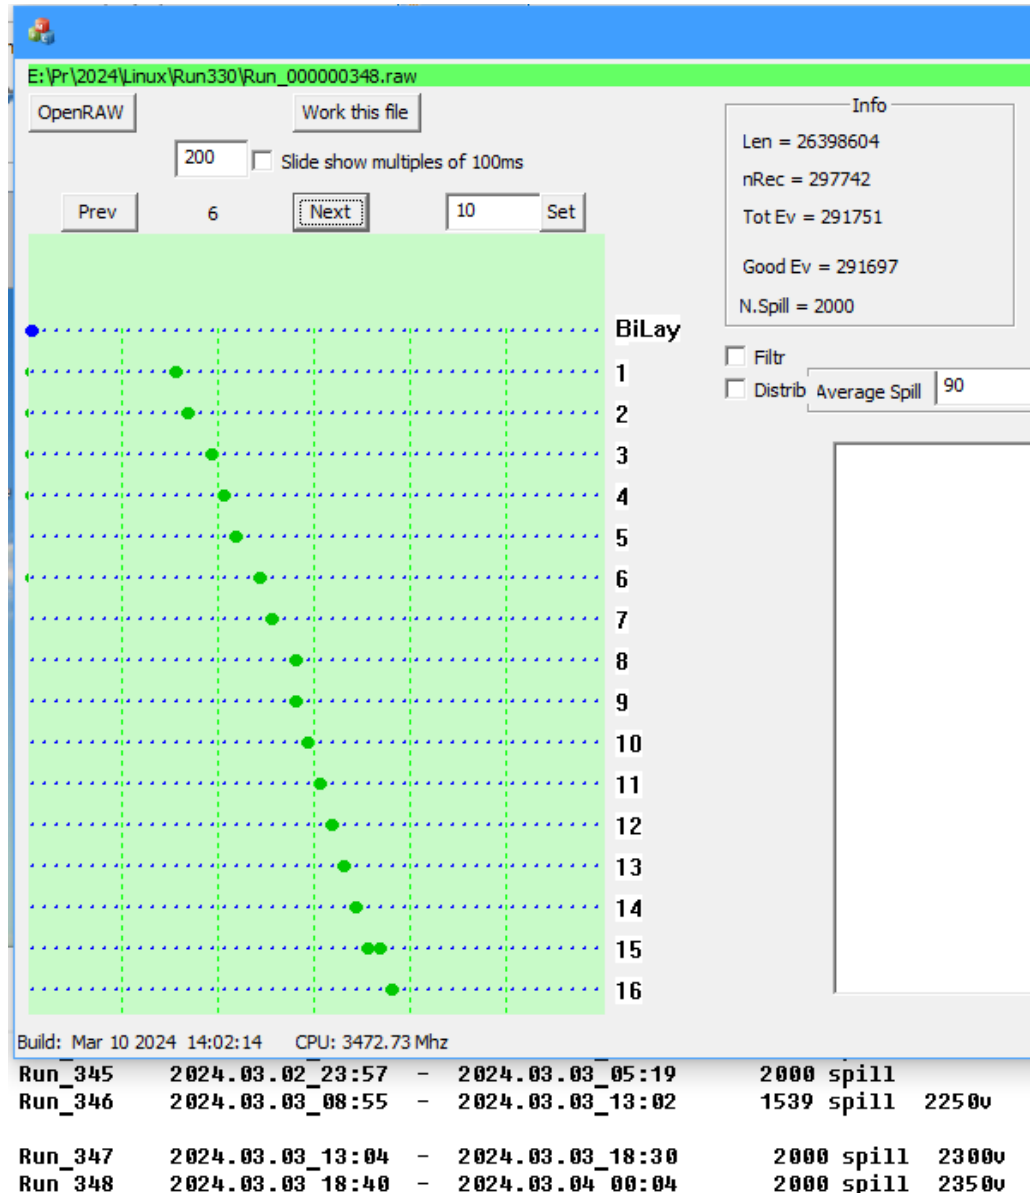 E:\Pr\2024\Linux\Run330\Run_000000348.raw
OpenRAW Work this file
200 Slide show multiples of 100ms
Prev 6 Next 10 Set
Info
Len = 26398604
nRec = 297742
Tot Ev = 291751
Good Ev = 291697
N.Spill = 2000
Filtr
Distrib Average Spill 90
BiLay
1
2
3
4
5
6
7
8
9
10
11
12
13
14
15
16
Build: Mar 10 2024 14:02:14 CPU: 3472.73 Mhz
Run_345 2024.03.02_23:57 - 2024.03.03_05:19 2000 spill
Run_346 2024.03.03_08:55 - 2024.03.03_13:02 1539 spill 2250v
Run_347 2024.03.03_13:04 - 2024.03.03_18:30 2000 spill 2300v
Run_348 2024.03.03_18:40 - 2024.03.04_00:04 2000 spill 2350v